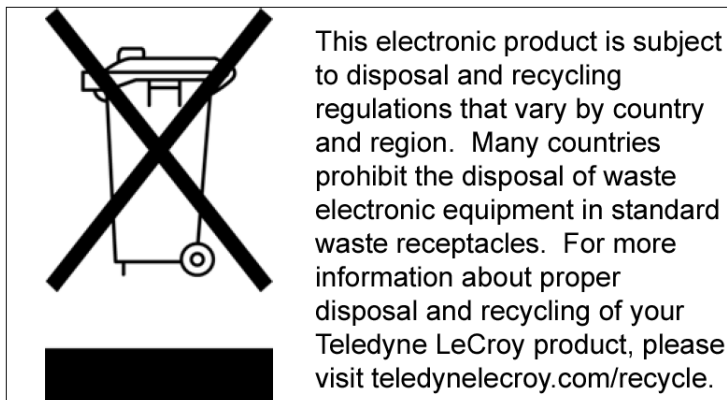 This electronic product is subject
to disposal and recycling
regulations that vary by country
and region.  Many countries
prohibit the disposal of waste
electronic equipment in standard
waste receptacles.  For more
information about proper
disposal and recycling of your
Teledyne LeCroy product, please
visit teledynelecroy.com/recycle.